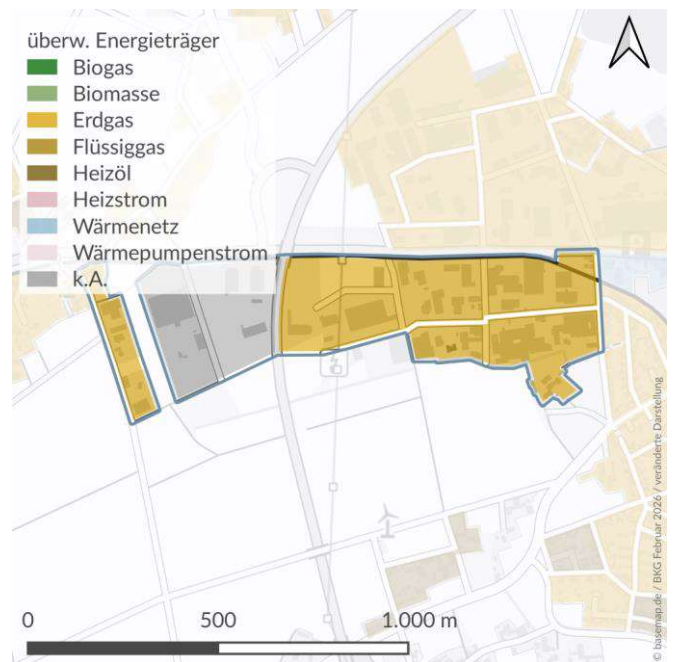 überw. Energieträger
Biogas
Biomasse
Erdgas
Flüssiggas
Heizöl
Heizstrom
Wärmenetz
Wärmepumpenstrom
k.A.
P
0 500 1.000 m
© basemap.de / BKG Februar 2026 / veränderte Darstellung